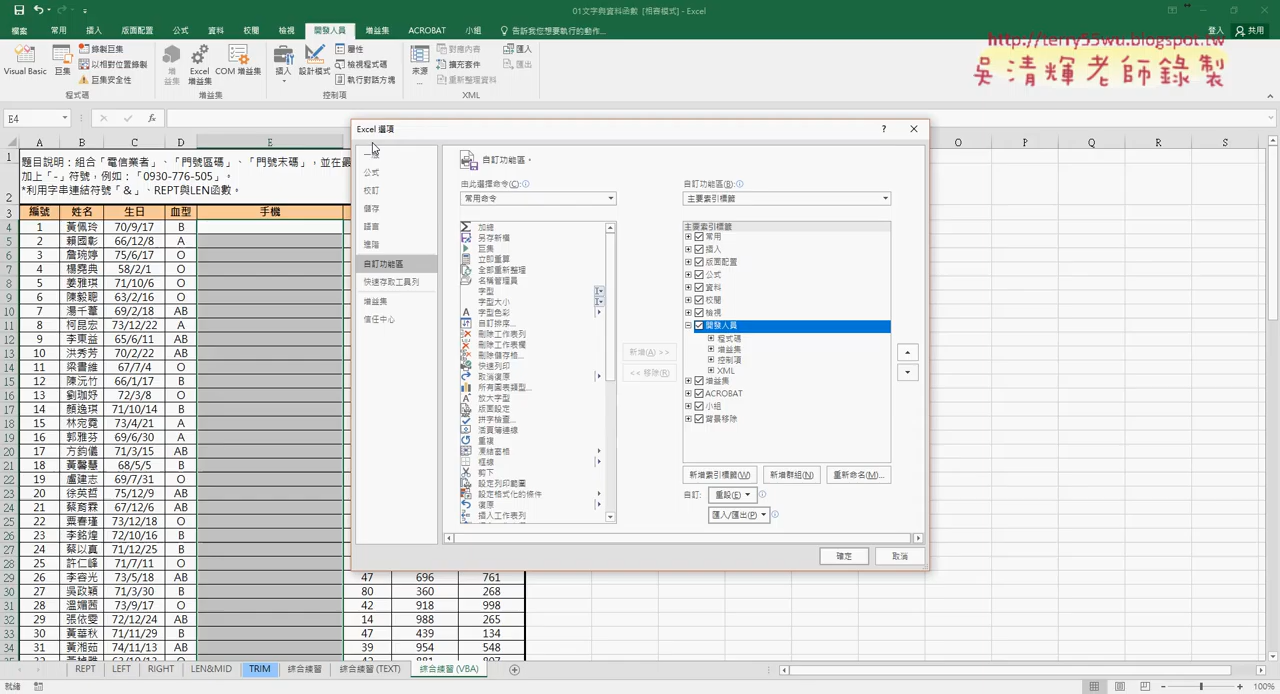 01文字與資料函數 [相容模式] - Excel
檔案 常用 插入 版面配置 公式 資料 校閱 檢視 開發人員 增益集 ACROBAT 小組 告訴我您想要執行的動作... 登入 共用
http://terry55wu.blogspot.tw
吳清輝老師錄製
Visual Basic 巨集 錄製巨集 以相對位置錄製 巨集安全性 程式碼
增益集 Excel 增益集 COM 增益集 增益集
插入 設計模式 屬性 檢視程式碼 執行對話方塊 控制項
來源 對應內容 擴充套件 重新整理資料 匯入 匯出 XML
E4 fx
A B C D E O P Q R S
題目說明：組合「電信業者」、「門號區碼」、「門號末碼」，並在最
加上「-」符號，例如：「0930-776-505」。
*利用字串連結符號「&」、REPT與LEN函數。
編號 姓名 生日 血型 手機
1 黃佩玲 70/9/17 B
2 賴國彰 66/12/8 A
3 詹琬婷 75/6/17 O
4 楊堯典 58/2/1 O
5 姜雅琪 71/10/6 O
6 陳毅聰 63/2/16 O
7 湯千葦 69/2/18 AB
8 柯昆宏 73/12/22 A
9 李東益 65/6/11 AB
10 洪秀芳 70/2/22 AB
11 梁書維 67/7/4 O
12 陳沅竹 66/1/17 B
13 劉珈妤 72/3/8 O
14 顏逸琪 71/10/14 B
15 林宛霓 73/4/21 A
16 郭雅芬 69/6/30 A
17 方鈞儀 71/3/15 AB
18 黃馨慧 68/5/5 B
19 盧建志 69/7/31 O
20 徐英哲 75/12/9 AB
21 蔡育霖 67/12/6 AB
22 粟春瑾 73/12/18 O
23 李銘煌 72/10/16 B
24 蔡以真 71/12/25 B
25 許仁峰 71/7/11 O
26 李容光 73/5/18 AB 47 696 761
27 吳政穎 71/3/30 B 80 360 268
28 溫媚茜 73/9/17 O 42 918 998
29 張依雯 72/12/24 AB 14 988 265
30 黃華秋 71/11/29 B 47 439 134
31 黃湘茹 74/11/13 AB 39 954 548
Excel 選項
一般
公式
校訂
儲存
語言
進階
自訂功能區
快速存取工具列
增益集
信任中心
自訂功能區。
由此選擇命令(C):
常用命令
加總
另存新檔
巨集
立即重算
全部重新整理
名稱管理員
字型
字型大小
字型色彩
自訂排序...
刪除工作表列
刪除工作表欄
刪除儲存格...
快速列印
取消復原
所有圖表類型...
放大字型
版面設定
拼字檢查...
活頁簿連線
重複
凍結窗格
框線
剪下
設定列印範圍
設定格式化的條件
復原
插入工作表列
新增(A) >>
<< 移除(R)
自訂功能區(B):
主要索引標籤
主要索引標籤
常用
插入
版面配置
公式
資料
校閱
檢視
開發人員
程式碼
增益集
控制項
XML
增益集
ACROBAT
小組
背景移除
新增索引標籤(W) 新增群組(N) 重新命名(M)...
自訂: 重設(E)
匯入/匯出(P)
確定 取消
REPT LEFT RIGHT LEN&MID TRIM 綜合練習 綜合練習 (TEXT) 綜合練習 (VBA)
就緒 100%